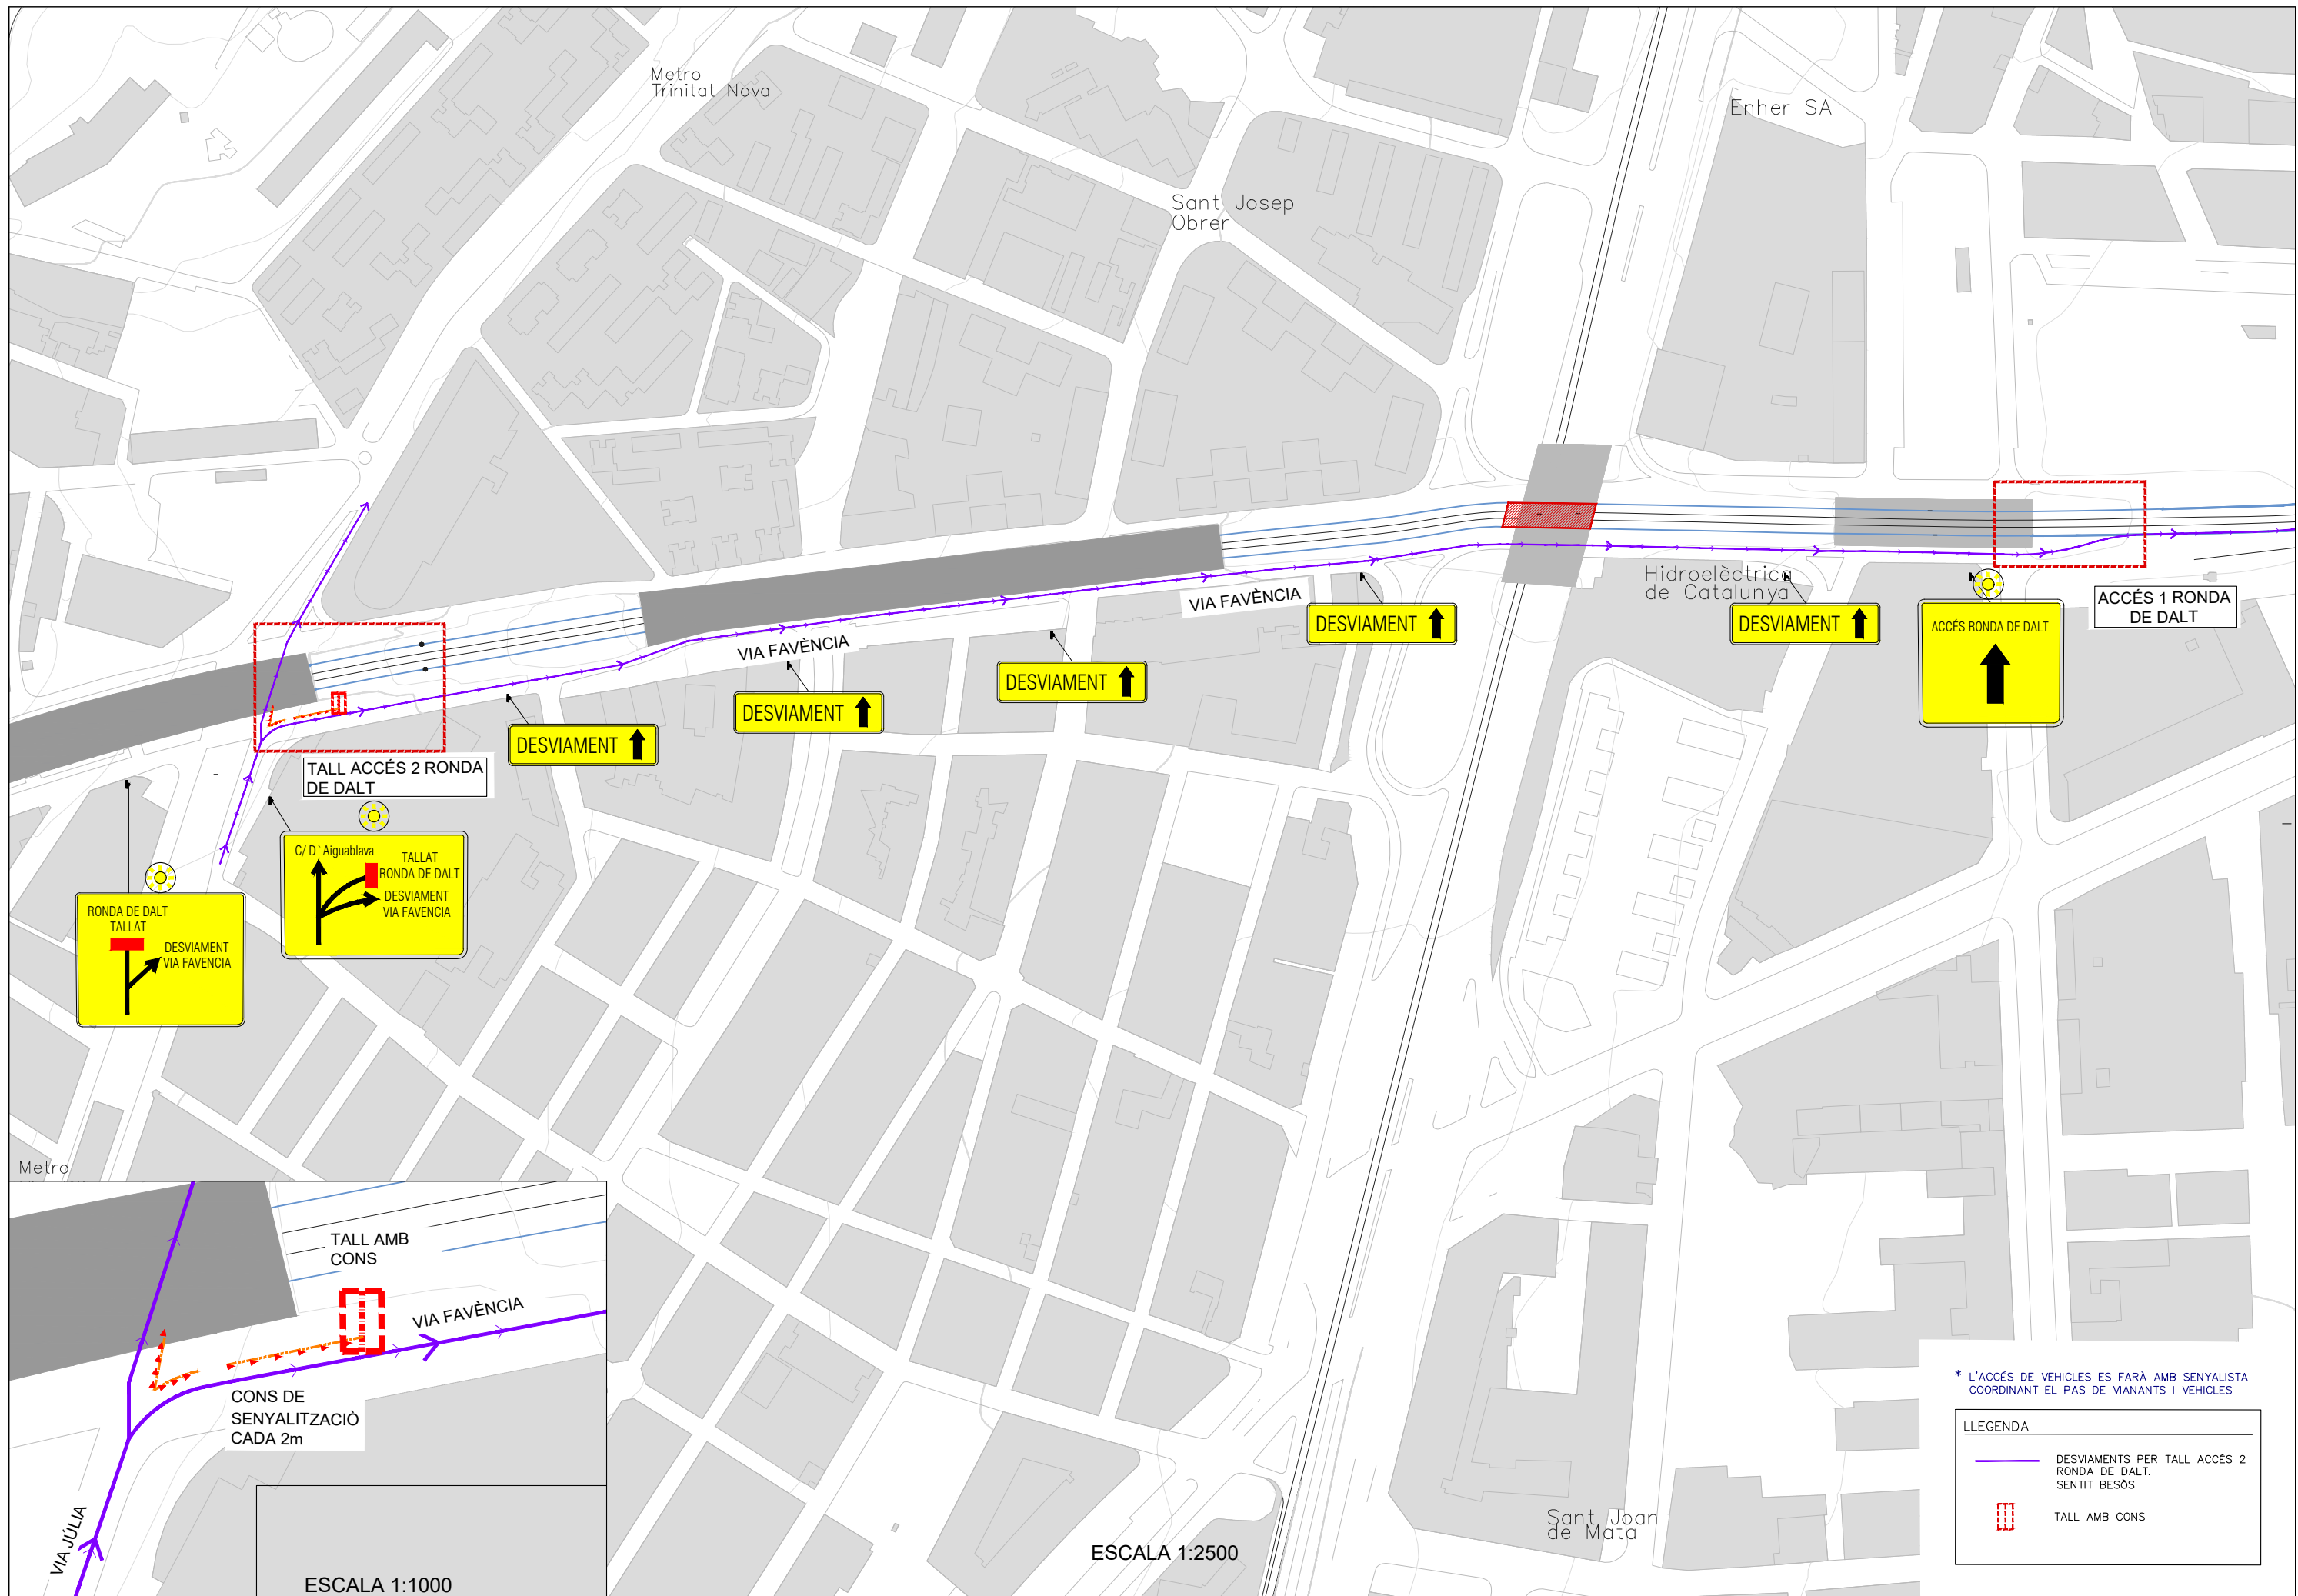 Metro
Trinitat Nova
Enher SA
Sant Josep
Obrer
Hidroelèctrica
de Catalunya
VIA FAVÈNCIA
VIA FAVÈNCIA
DESVIAMENT
DESVIAMENT
DESVIAMENT
DESVIAMENT
DESVIAMENT
ACCÉS RONDA DE DALT
ACCÉS 1 RONDA
DE DALT
TALL ACCÉS 2 RONDA
DE DALT
C/ D`Aiguablava
TALLAT
RONDA DE DALT
DESVIAMENT
VIA FAVENCIA
RONDA DE DALT
TALLAT
DESVIAMENT
VIA FAVENCIA
Metro
TALL AMB
CONS
VIA FAVÈNCIA
CONS DE
SENYALITZACIÒ
CADA 2m
VIA JÚLIA
ESCALA 1:1000
ESCALA 1:2500
Sant Joan
de Mata
* L'ACCÉS DE VEHICLES ES FARÀ AMB SENYALISTA
COORDINANT EL PAS DE VIANANTS I VEHICLES
LLEGENDA
DESVIAMENTS PER TALL ACCÉS 2
RONDA DE DALT.
SENTIT BESÒS
TALL AMB CONS